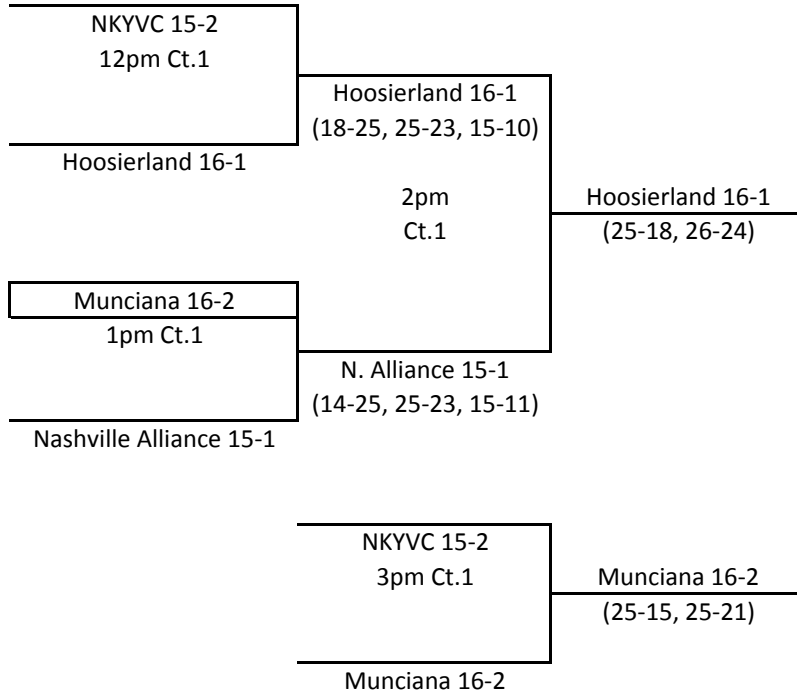 NKYVC 15-2
12pm Ct.1
Hoosierland 16-1
(18-25, 25-23, 15-10)
Hoosierland 16-1
2pm
Ct.1
Hoosierland 16-1
(25-18, 26-24)
Munciana 16-2
1pm Ct.1
N. Alliance 15-1
(14-25, 25-23, 15-11)
Nashville Alliance 15-1
NKYVC 15-2
3pm Ct.1
Munciana 16-2
(25-15, 25-21)
Munciana 16-2